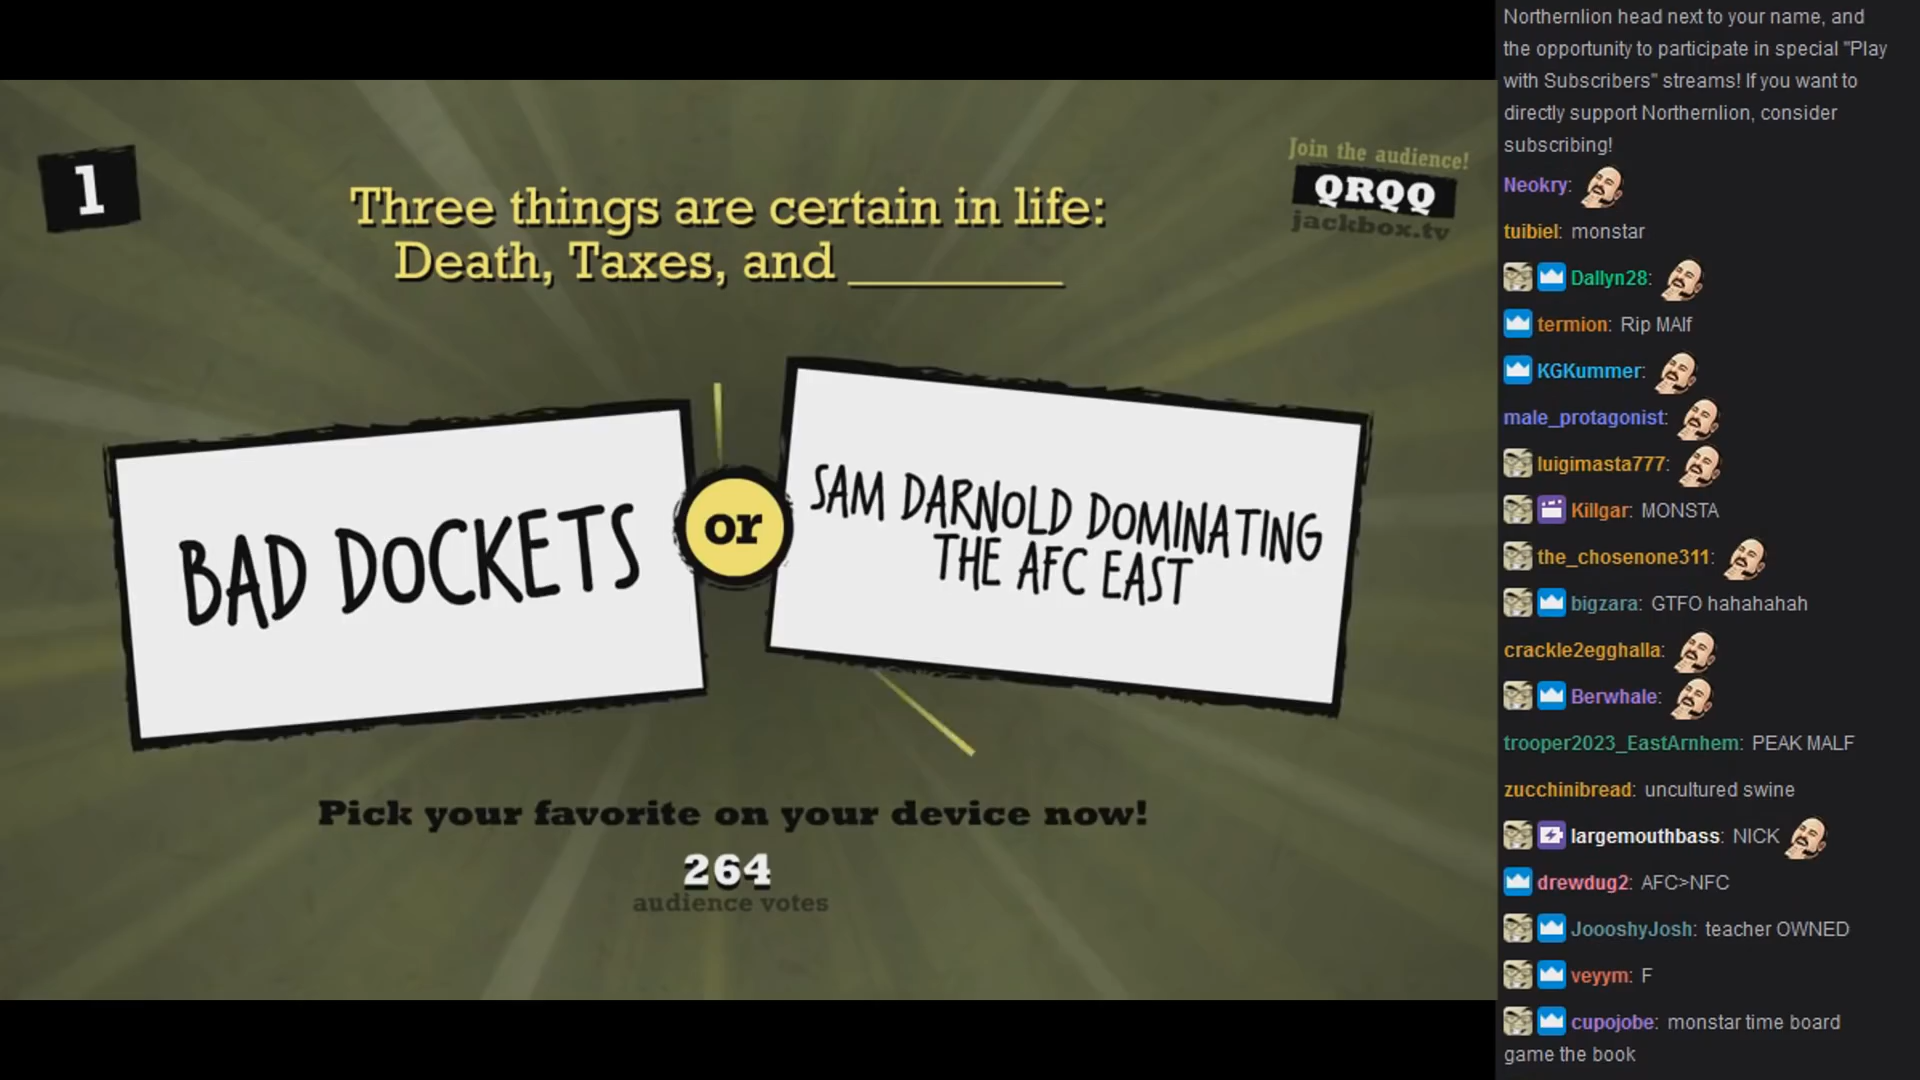 1
Three things are certain in life:
Death, Taxes, and ________
Join the audience!
QRQQ
jackbox.tv
BAD DOCKETS
or
SAM DARNOLD DOMINATING
THE AFC EAST
Pick your favorite on your device now!
264
audience votes
Northernlion head next to your name, and
the opportunity to participate in special "Play
with Subscribers" streams! If you want to
directly support Northernlion, consider
subscribing!
Neokry:
tuibiel: monstar
Dallyn28:
termion: Rip MAlf
KGKummer:
male_protagonist:
luigimasta777:
Killgar: MONSTA
the_chosenone311:
bigzara: GTFO hahahahah
crackle2egghalla:
Berwhale:
trooper2023_EastArnhem: PEAK MALF
zucchinibread: uncultured swine
largemouthbass: NICK
drewdug2: AFC>NFC
JoooshyJosh: teacher OWNED
veyym: F
cupojobe: monstar time board
game the book